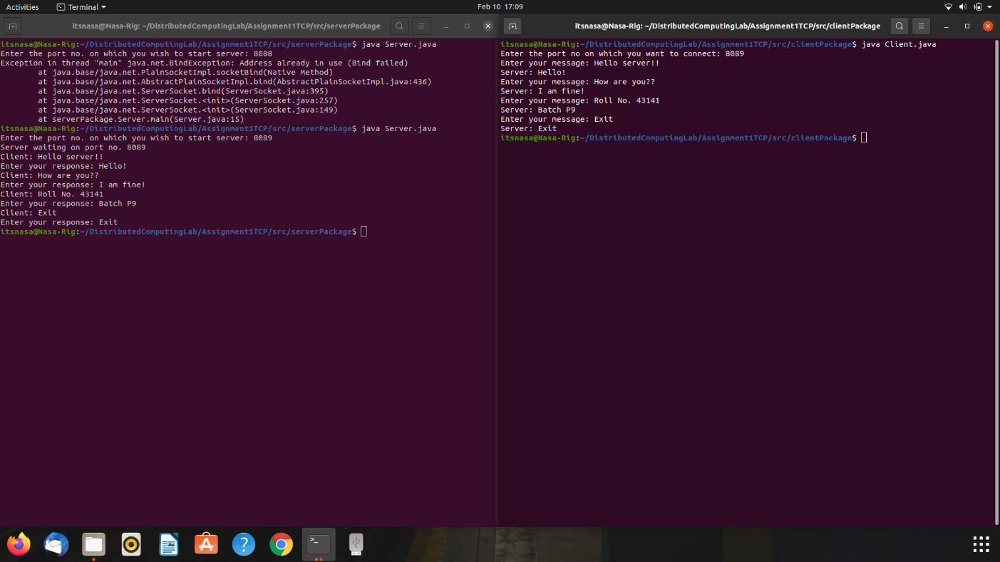 Activities
Terminal
Feb 10 17:09
itsnasa@Nasa-Rig: ~/DistributedComputingLab/Assignment1TCP/src/serverPackage
itsnasa@Nasa-Rig:~/DistributedComputingLab/Assignment1TCP/src/serverPackage$ java Server.java
Enter the port no. on which you wish to start server: 8088
Exception in thread "main" java.net.BindException: Address already in use (Bind failed)
at java.base/java.net.PlainSocketImpl.socketBind(Native Method)
at java.base/java.net.AbstractPlainSocketImpl.bind(AbstractPlainSocketImpl.java:436)
at java.base/java.net.ServerSocket.bind(ServerSocket.java:395)
at java.base/java.net.ServerSocket.<init>(ServerSocket.java:257)
at java.base/java.net.ServerSocket.<init>(ServerSocket.java:149)
at serverPackage.Server.main(Server.java:15)
itsnasa@Nasa-Rig:~/DistributedComputingLab/Assignment1TCP/src/serverPackage$ java Server.java
Enter the port no. on which you wish to start server: 8089
Server waiting on port no. 8089
Client: Hello server!!
Enter your response: Hello!
Client: How are you??
Enter your response: I am fine!
Client: Roll No. 43141
Enter your response: Batch P9
Client: Exit
Enter your response: Exit
itsnasa@Nasa-Rig:~/DistributedComputingLab/Assignment1TCP/src/serverPackage$
itsnasa@Nasa-Rig: ~/DistributedComputingLab/Assignment1TCP/src/clientPackage
itsnasa@Nasa-Rig:~/DistributedComputingLab/Assignment1TCP/src/clientPackage$ java Client.java
Enter the port no on which you want to connect: 8089
Enter your message: Hello server!!
Server: Hello!
Enter your message: How are you??
Server: I am fine!
Enter your message: Roll No. 43141
Server: Batch P9
Enter your message: Exit
Server: Exit
itsnasa@Nasa-Rig:~/DistributedComputingLab/Assignment1TCP/src/clientPackage$